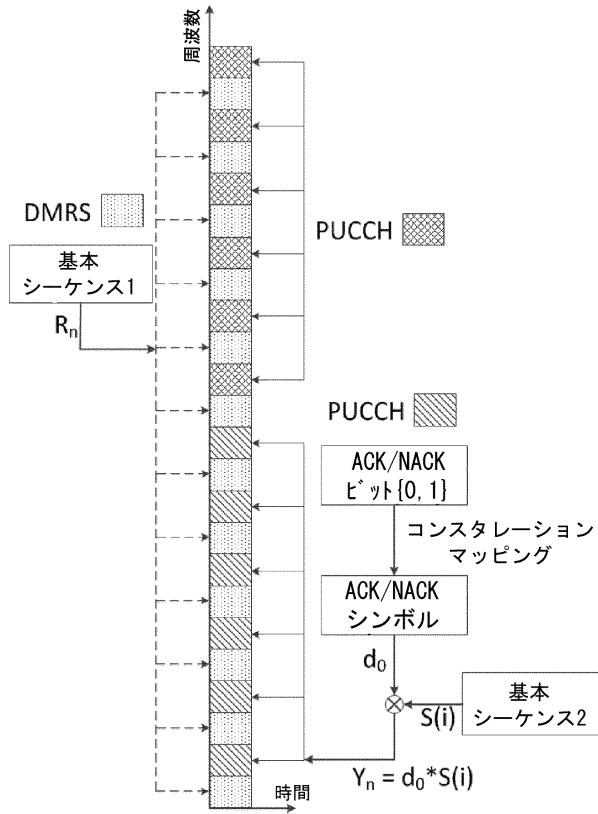 周波数
DMRS
PUCCH
基本
シーケンス1
Rn
PUCCH
ACK/NACK
ビット{0, 1}
コンスタレーション
マッピング
ACK/NACK
シンボル
d0
S(i)
基本
シーケンス2
Yn = d0*S(i)
時間